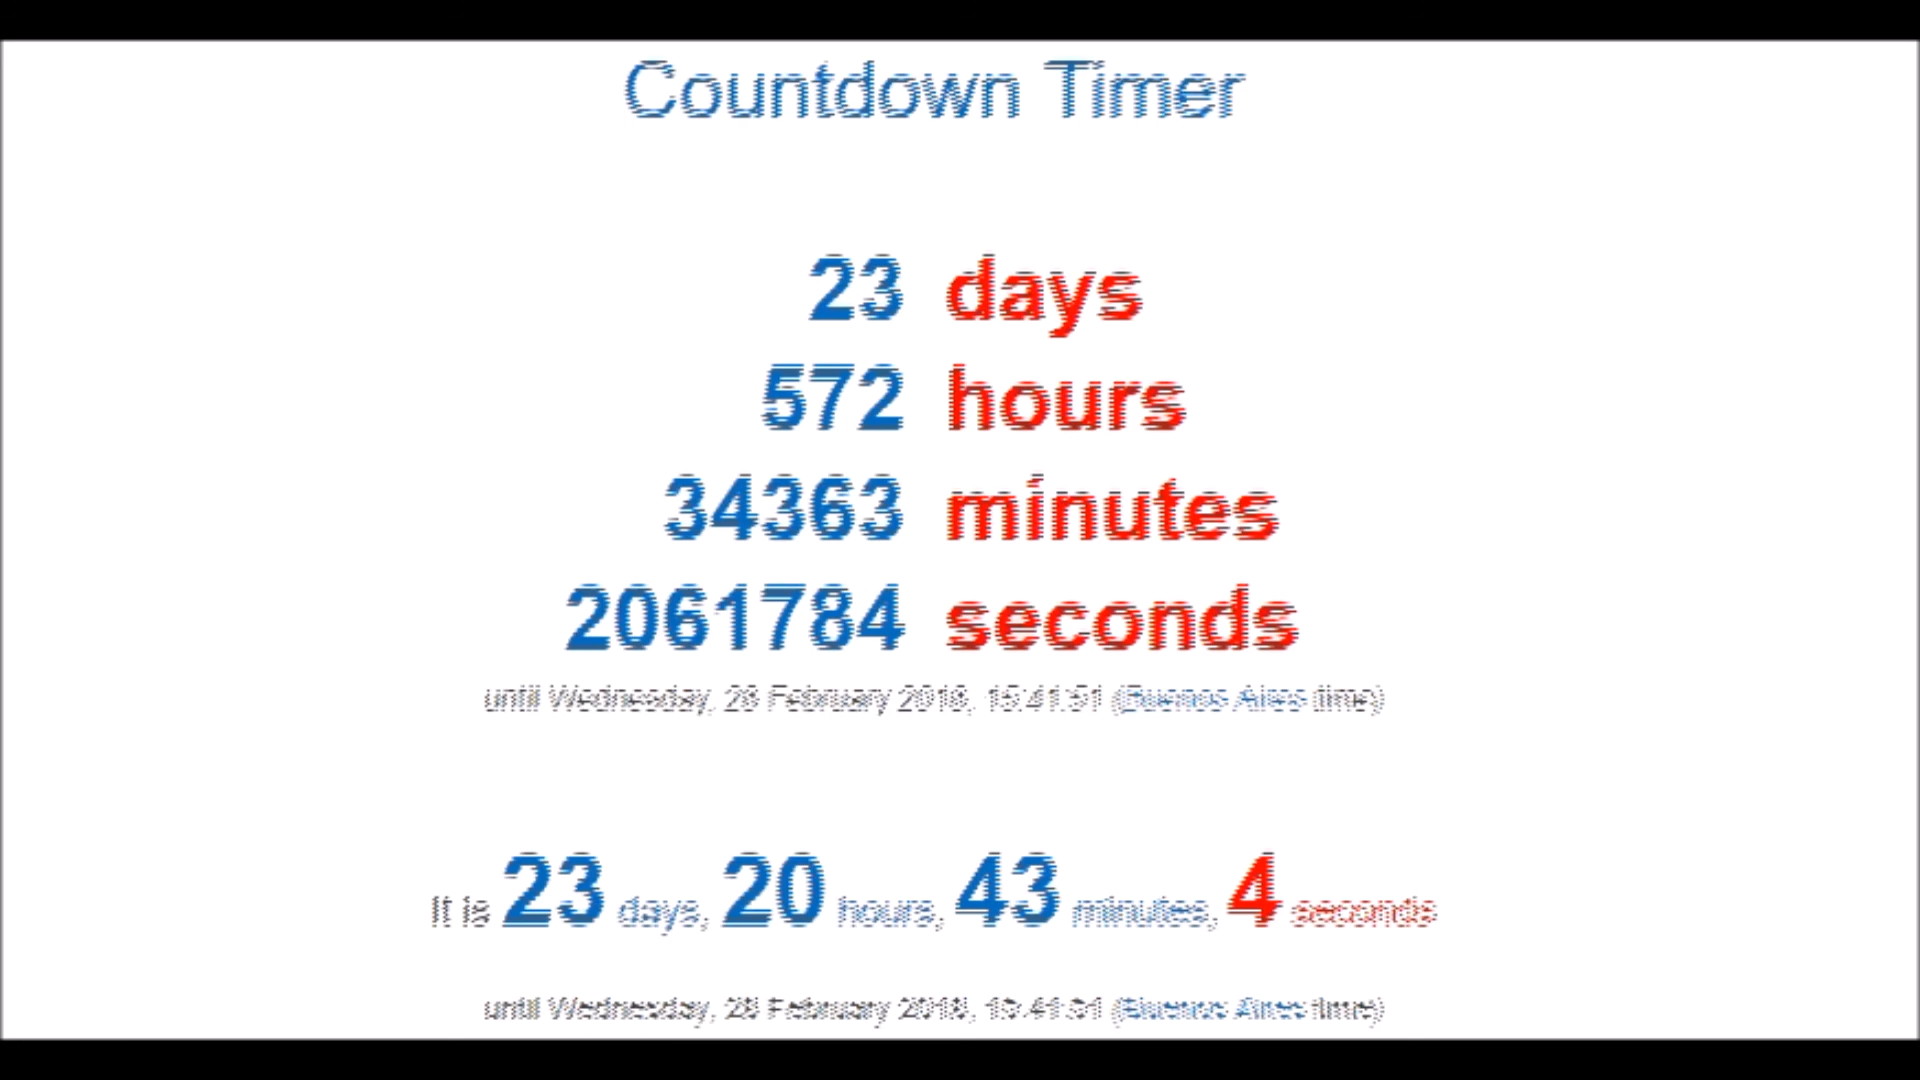 Countdown Timer
23 days
572 hours
34363 minutes
2061784 seconds
until Wednesday, 28 February 2018, 15:41:51 (Buenos Aires time)
It is 23 days, 20 hours, 43 minutes, 4 seconds
until Wednesday, 28 February 2018, 15:41:51 (Buenos Aires time)